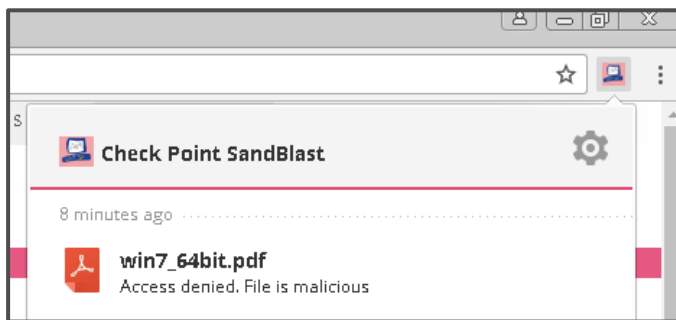 S
Check Point SandBlast
8 minutes ago
win7_64bit.pdf
Access denied. File is malicious